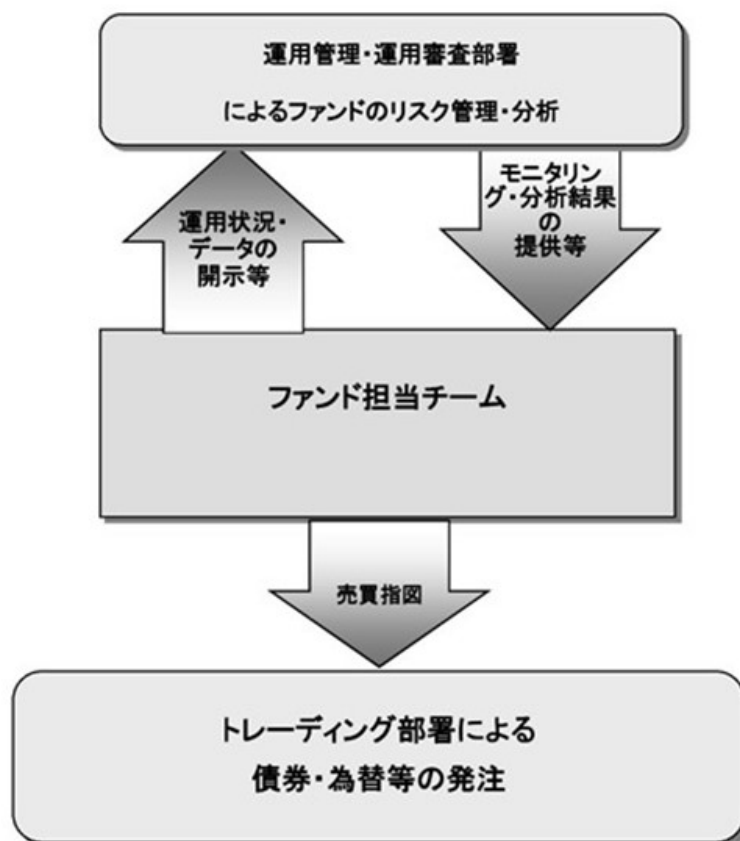 運用管理・運用審査部署
によるファンドのリスク管理・分析
運用状況・
データの
開示等
モニタリン
グ・分析結果
の
提供等
ファンド担当チーム
売買指図
トレーディング部署による
債券・為替等の発注